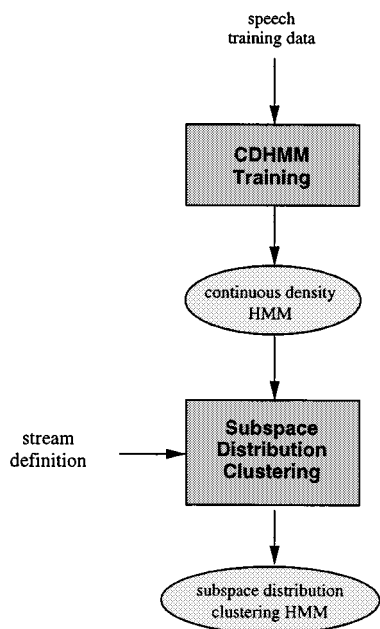 speech
training data
CDHMM
Training
continuous density
HMM
Subspace
Distribution
Clustering
stream
definition
subspace distribution
clustering HMM